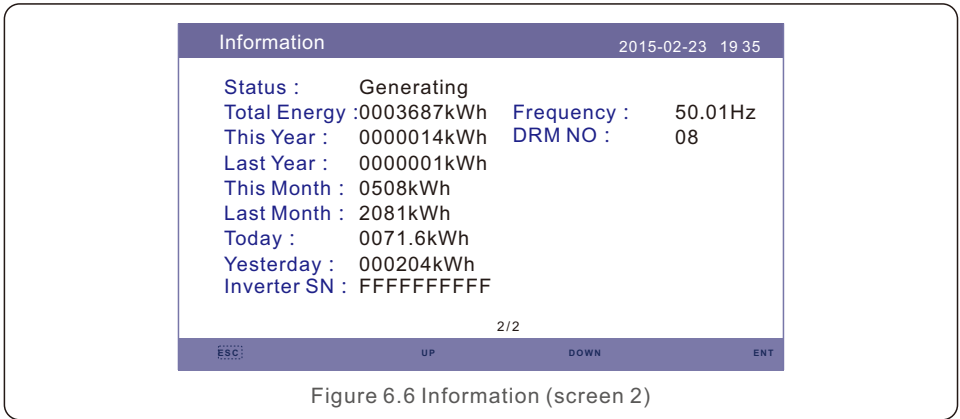 Information 2015-02-23 19 35
Status : Generating
Total Energy :0003687kWh Frequency : 50.01Hz
This Year : 0000014kWh DRM NO : 08
Last Year : 0000001kWh
This Month : 0508kWh
Last Month : 2081kWh
Today : 0071.6kWh
Yesterday : 000204kWh
Inverter SN : FFFFFFFFFF
2/2
ESC UP DOWN ENT
Figure 6.6 Information (screen 2)